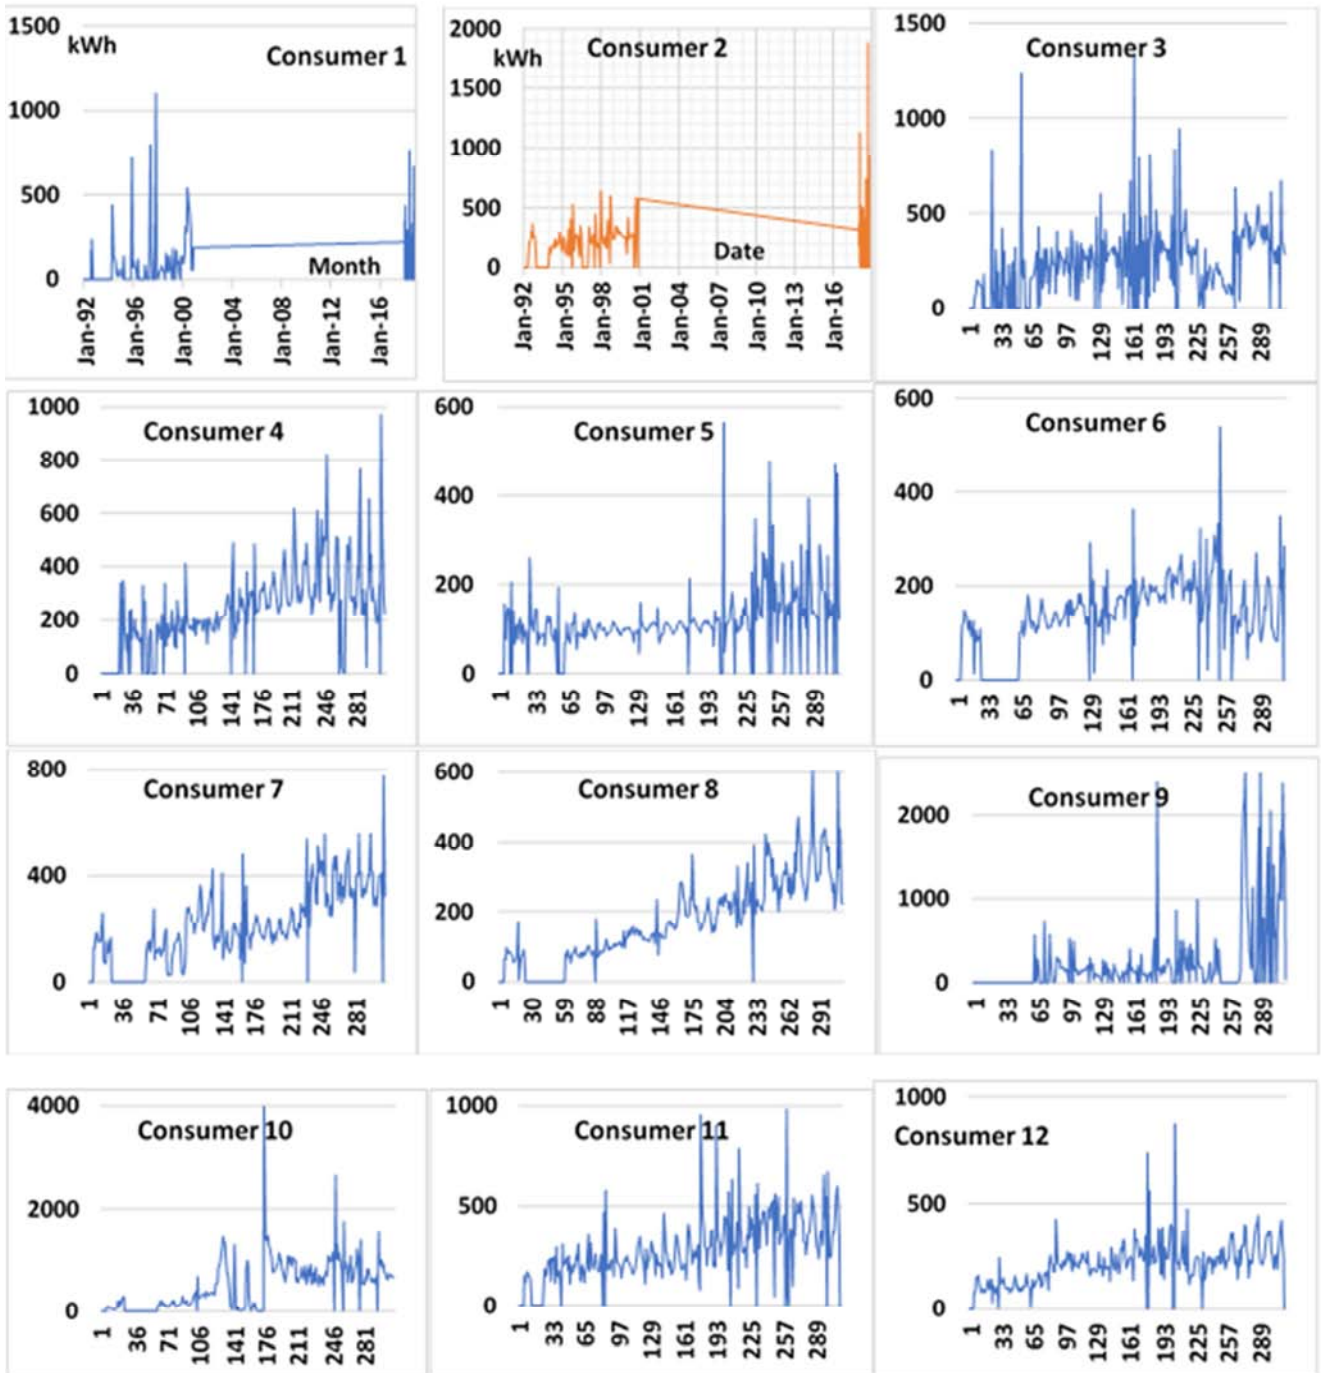 1500
kWh
Consumer 1
1000
500
0
Month
Jan-92
Jan-96
Jan-00
Jan-04
Jan-08
Jan-12
Jan-16
2000
kWh
Consumer 2
1500
1000
500
0
Date
Jan-92
Jan-95
Jan-98
Jan-01
Jan-04
Jan-07
Jan-10
Jan-13
Jan-16
1500
Consumer 3
1000
500
0
1 33 65 97 129 161 193 225 257 289
1000
Consumer 4
800
600
400
200
0
1 36 71 106 141 176 211 246 281
600
Consumer 5
400
200
0
1 33 65 97 129 161 193 225 257 289
600
Consumer 6
400
200
0
1 33 65 97 129 161 193 225 257 289
800
Consumer 7
400
0
1 36 71 106 141 176 211 246 281
600
Consumer 8
400
200
0
1 30 59 88 117 146 175 204 233 262 291
Consumer 9
2000
1000
0
1 33 65 97 129 161 193 225 257 289
4000
Consumer 10
2000
0
1 36 71 106 141 176 211 246 281
1000
Consumer 11
500
0
1 33 65 97 129 161 193 225 257 289
1000
Consumer 12
500
0
1 33 65 97 129 161 193 225 257 289